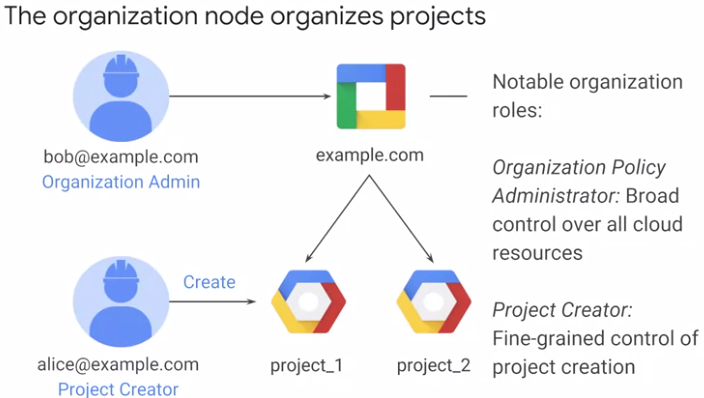 The organization node organizes projects
bob@example.com
Organization Admin
example.com
Create
alice@example.com
Project Creator
project_1
project_2
Notable organization
roles:
Organization Policy
Administrator: Broad
control over all cloud
resources
Project Creator:
Fine-grained control of
project creation